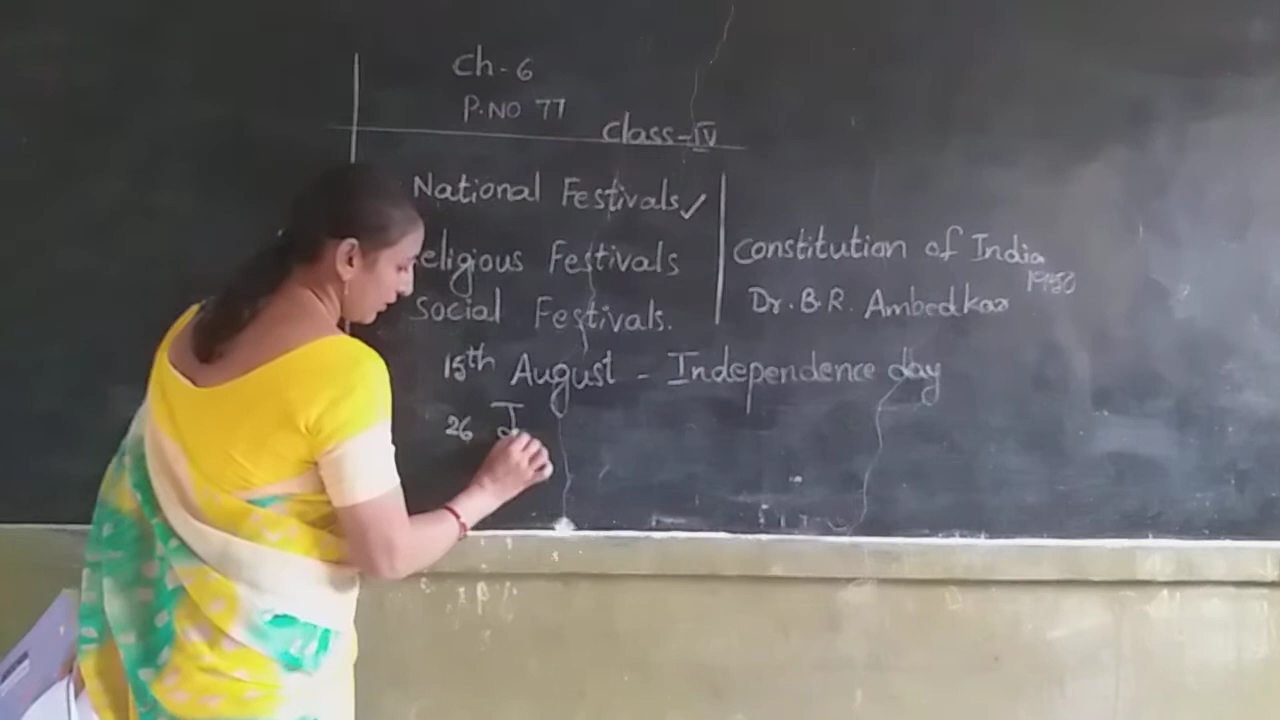 Ch-6
P.NO 77
Class-IV
National Festivals✓
eligious Festivals
Social Festivals.
Constitution of India
1950
Dr. B.R. Ambedkar
15th August - Independence day
26 J